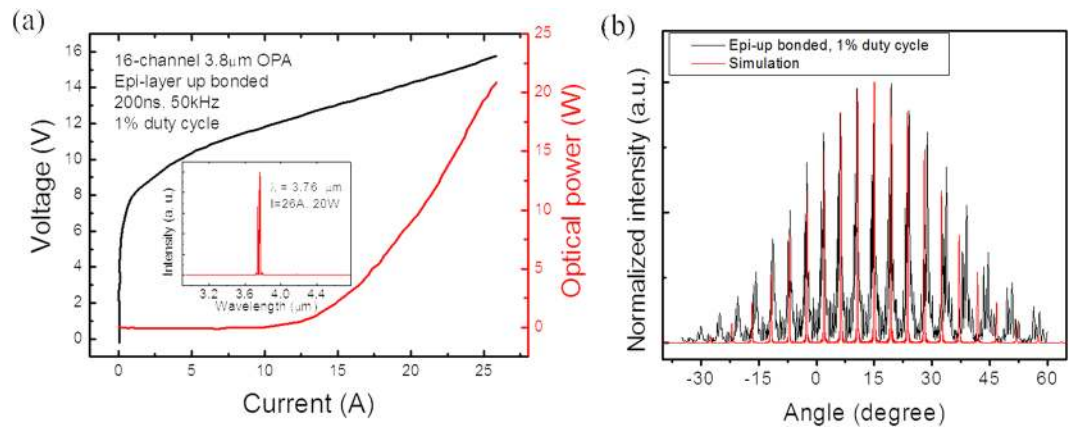 (a)
16-channel 3.8μm OPA
Epi-layer up bonded
200ns, 50kHz
1% duty cycle
Voltage (V)
16
14
12
10
8
6
4
2
0
Optical power (W)
25
20
15
10
5
0
λ = 3.76 μm
I=26A, 20W
Intensity (a. u.)
3.0 3.6 4.0 4.4
Wavelength (μm)
0 5 10 15 20 25
Current (A)
(b)
Epi-up bonded, 1% duty cycle
Simulation
Normalized intensity (a.u.)
-30 -15 0 15 30 45 60
Angle (degree)